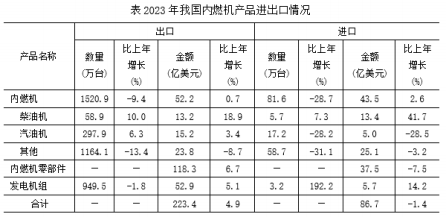 表 2023 年我国内燃机产品进出口情况
产品名称 出口 进口
数量(万台) 比上年增长(%) 金额(亿美元) 比上年增长(%) 数量(万台) 比上年增长(%) 金额(亿美元) 比上年增长(%)
内燃机 1520.9 -9.4 52.2 0.7 81.6 -28.7 43.5 2.6
柴油机 58.9 10.0 13.2 18.9 5.7 7.3 13.4 41.7
汽油机 297.9 6.3 15.2 3.4 17.2 -28.2 5.0 -28.5
其他 1164.1 -13.4 23.8 -8.7 58.7 -31.1 25.1 -3.2
内燃机零部件 — — 118.3 6.7 — — 37.5 -7.5
发电机组 949.5 -1.8 52.9 5.1 3.2 192.2 5.7 14.2
合计 — — 223.4 4.9 — — 86.7 -1.4